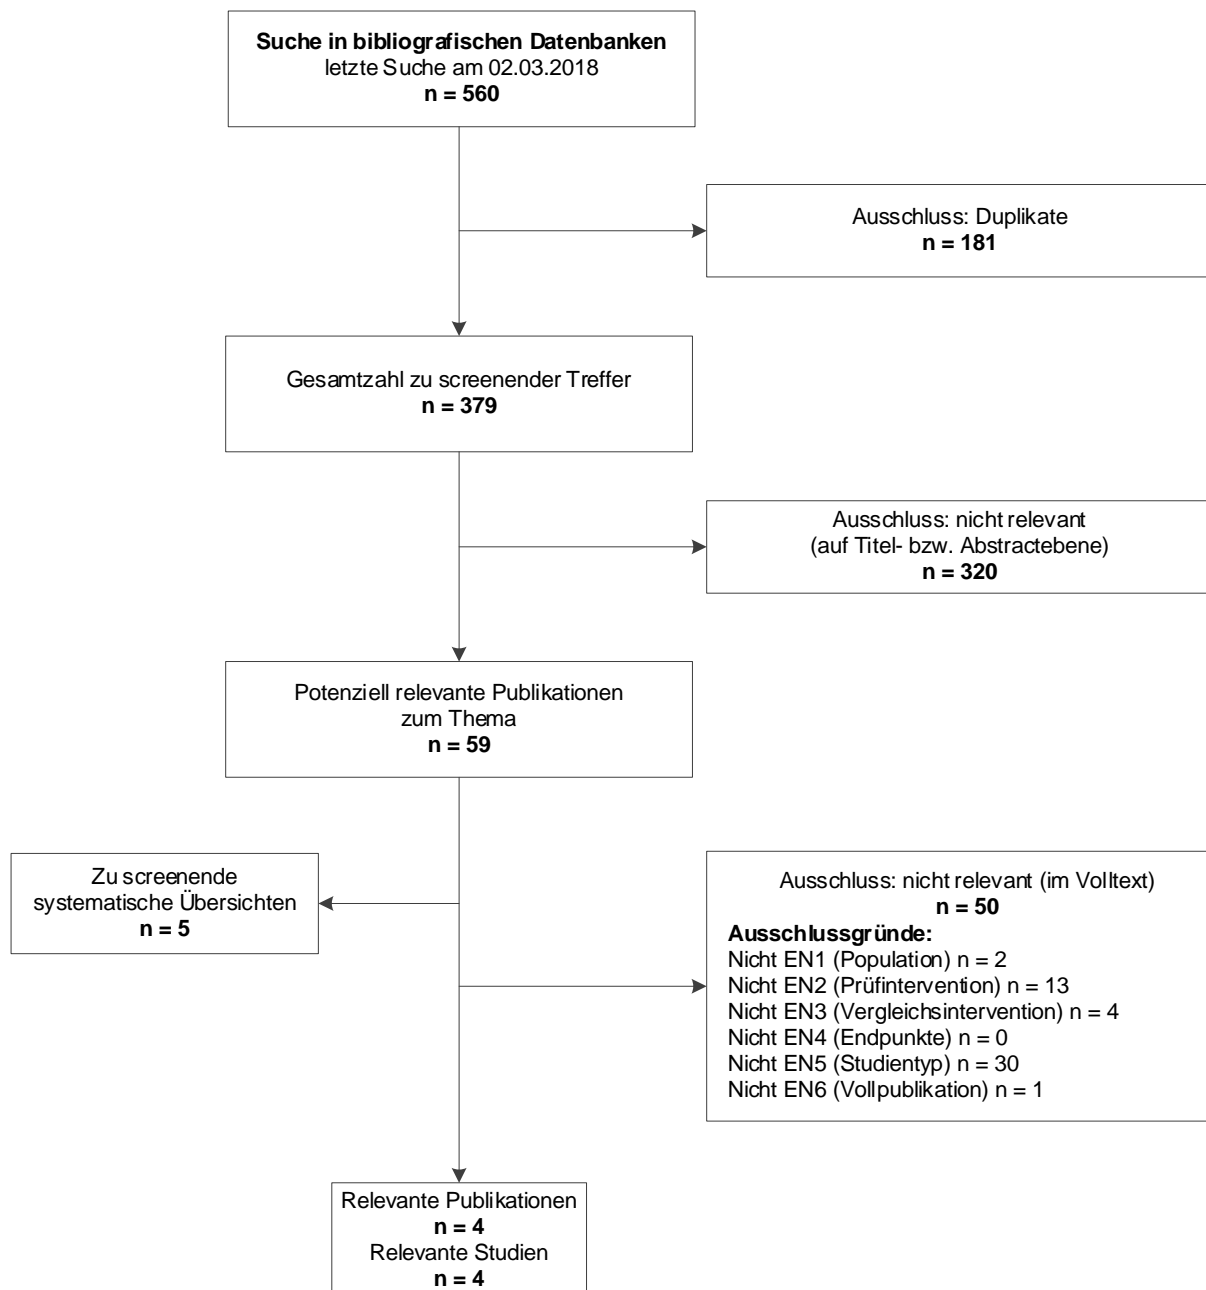 Suche in bibliografischen Datenbanken
letzte Suche am 02.03.2018
n = 560
Ausschluss: Duplikate
n = 181
Gesamtzahl zu screenender Treffer
n = 379
Ausschluss: nicht relevant
(auf Titel- bzw. Abstractebene)
n = 320
Potenziell relevante Publikationen
zum Thema
n = 59
Zu screenende
systematische Übersichten
n = 5
Ausschluss: nicht relevant (im Volltext)
n = 50
Ausschlussgründe:
Nicht EN1 (Population) n = 2
Nicht EN2 (Prüfintervention) n = 13
Nicht EN3 (Vergleichsintervention) n = 4
Nicht EN4 (Endpunkte) n = 0
Nicht EN5 (Studientyp) n = 30
Nicht EN6 (Vollpublikation) n = 1
Relevante Publikationen
n = 4
Relevante Studien
n = 4